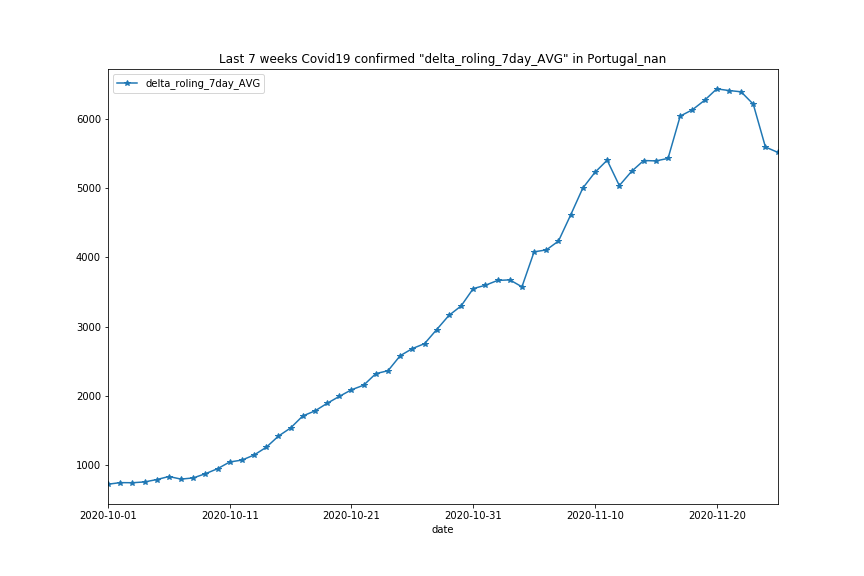 Last 7 weeks Covid19 confirmed "delta_roling_7day_AVG" in Portugal_nan
delta_roling_7day_AVG
6000
5000
4000
3000
2000
1000
2020-10-01 2020-10-11 2020-10-21 2020-10-31 2020-11-10 2020-11-20
date